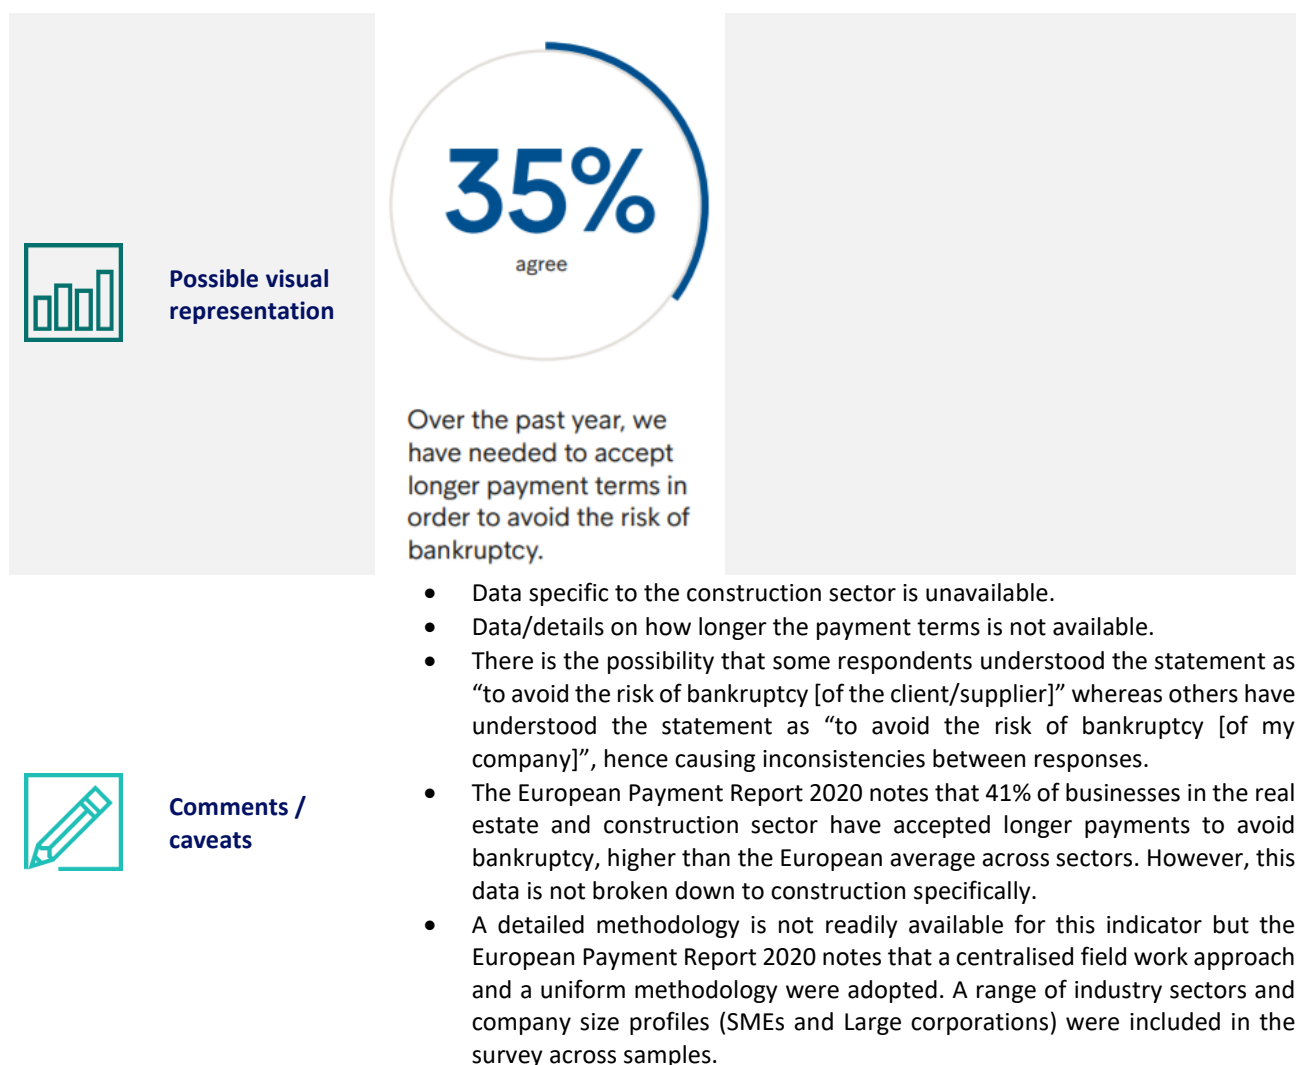 Possible visual
representation
35%
agree
Over the past year, we
have needed to accept
longer payment terms in
order to avoid the risk of
bankruptcy.
Comments /
caveats
• Data specific to the construction sector is unavailable.
• Data/details on how longer the payment terms is not available.
• There is the possibility that some respondents understood the statement as
“to avoid the risk of bankruptcy [of the client/supplier]” whereas others have
understood the statement as “to avoid the risk of bankruptcy [of my
company]”, hence causing inconsistencies between responses.
• The European Payment Report 2020 notes that 41% of businesses in the real
estate and construction sector have accepted longer payments to avoid
bankruptcy, higher than the European average across sectors. However, this
data is not broken down to construction specifically.
• A detailed methodology is not readily available for this indicator but the
European Payment Report 2020 notes that a centralised field work approach
and a uniform methodology were adopted. A range of industry sectors and
company size profiles (SMEs and Large corporations) were included in the
survey across samples.